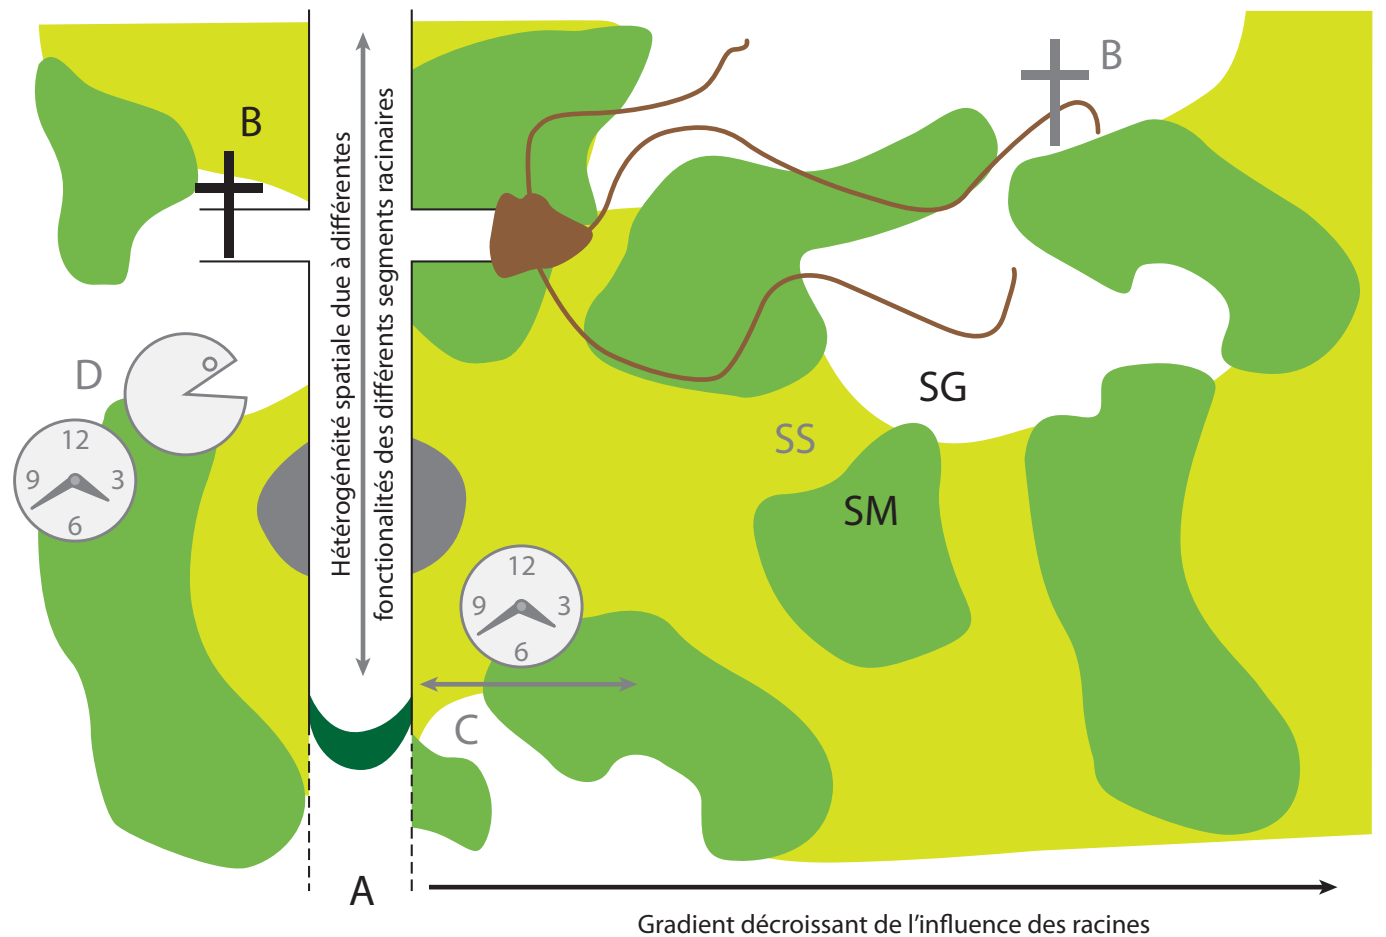 B
B
Hétérogénéité spatiale due à différentes
fonctionalités des différents segments racinaires
D
12
9
3
6
SG
SS
SM
12
9
3
6
C
A
Gradient décroissant de l’influence des racines